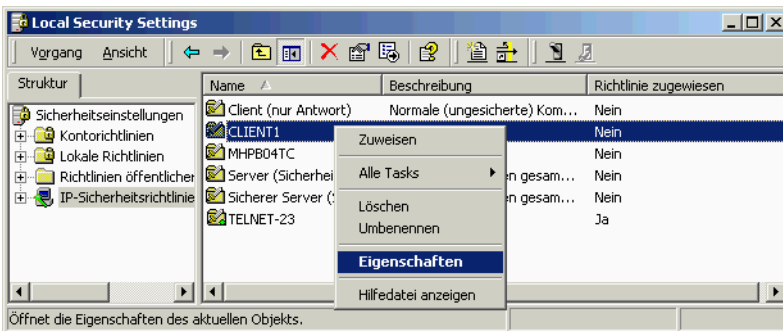 Local Security Settings
Vorgang Ansicht
Struktur
Name Beschreibung Richtlinie zugewiesen
Sicherheitseinstellungen
Kontorichtlinien
Lokale Richtlinien
Richtlinien öffentlicher
IP-Sicherheitsrichtlinie
Client (nur Antwort) Normale (ungesicherte) Kom... Nein
CLIENT1 Nein
MHPB04TC Nein
Server (Sicherhei n gesam... Nein
Sicherer Server ( n gesam... Nein
TELNET-23 Ja
Zuweisen
Alle Tasks
Löschen
Umbenennen
Eigenschaften
Hilfedatei anzeigen
Öffnet die Eigenschaften des aktuellen Objekts.